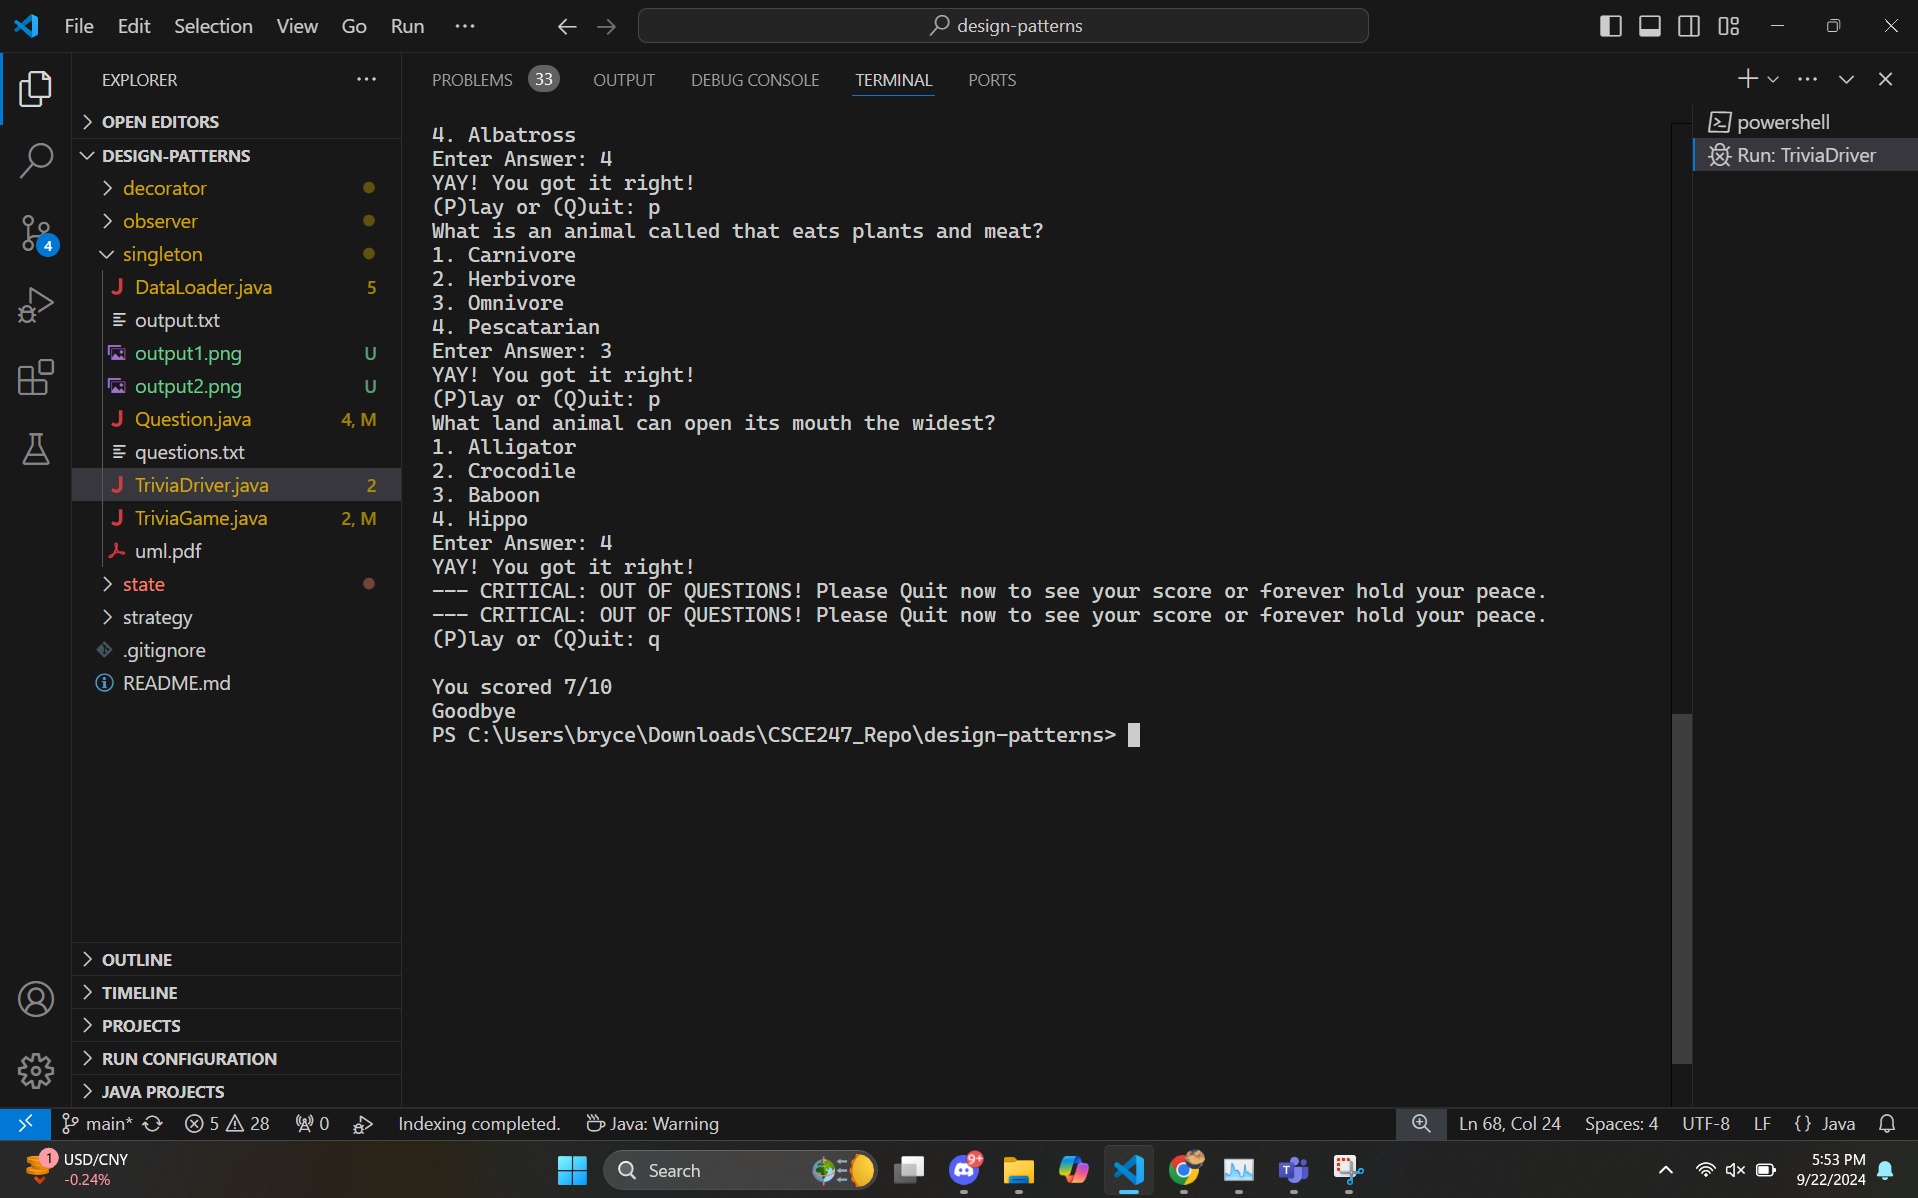 File Edit Selection View Go Run ··· design-patterns
EXPLORER ···
OPEN EDITORS
DESIGN-PATTERNS
decorator
observer
singleton
DataLoader.java 5
output.txt
output1.png U
output2.png U
Question.java 4, M
questions.txt
TriviaDriver.java 2
TriviaGame.java 2, M
uml.pdf
state
strategy
.gitignore
README.md
OUTLINE
TIMELINE
PROJECTS
RUN CONFIGURATION
JAVA PROJECTS
4
PROBLEMS 33 OUTPUT DEBUG CONSOLE TERMINAL PORTS
4. Albatross
Enter Answer: 4
YAY! You got it right!
(P)lay or (Q)uit: p
What is an animal called that eats plants and meat?
1. Carnivore
2. Herbivore
3. Omnivore
4. Pescatarian
Enter Answer: 3
YAY! You got it right!
(P)lay or (Q)uit: p
What land animal can open its mouth the widest?
1. Alligator
2. Crocodile
3. Baboon
4. Hippo
Enter Answer: 4
YAY! You got it right!
--- CRITICAL: OUT OF QUESTIONS! Please Quit now to see your score or forever hold your peace.
--- CRITICAL: OUT OF QUESTIONS! Please Quit now to see your score or forever hold your peace.
(P)lay or (Q)uit: q
You scored 7/10
Goodbye
PS C:\Users\bryce\Downloads\CSCE247_Repo\design-patterns>
powershell
Run: TriviaDriver
main* 5 28 0 Indexing completed. Java: Warning Ln 68, Col 24 Spaces: 4 UTF-8 LF {} Java
1 USD/CNY
-0.24%
Search
9+
5:53 PM
9/22/2024